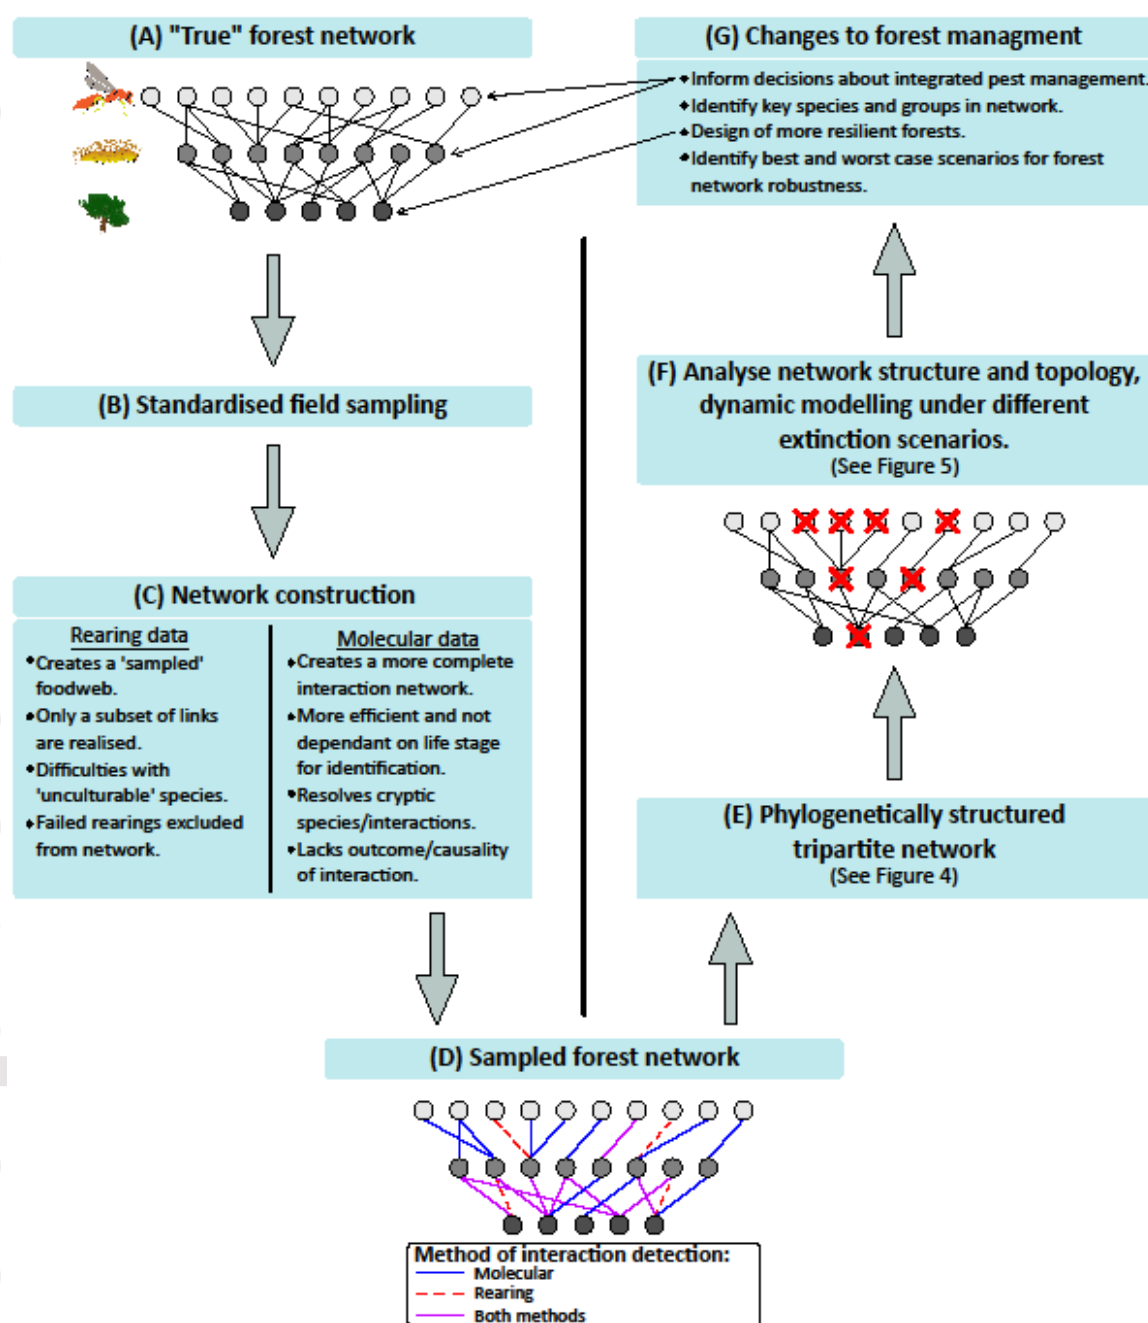 (A) "True" forest network
(B) Standardised field sampling
(C) Network construction
Rearing data
•Creates a 'sampled'
foodweb.
•Only a subset of links
are realised.
•Difficulties with
'unculturable' species.
•Failed rearings excluded
from network.
Molecular data
•Creates a more complete
interaction network.
•More efficient and not
dependant on life stage
for identification.
•Resolves cryptic
species/interactions.
•Lacks outcome/causality
of interaction.
(D) Sampled forest network
Method of interaction detection:
Molecular
Rearing
Both methods
(E) Phylogenetically structured
tripartite network
(See Figure 4)
(F) Analyse network structure and topology,
dynamic modelling under different
extinction scenarios.
(See Figure 5)
(G) Changes to forest managment
•Inform decisions about integrated pest management.
•Identify key species and groups in network.
•Design of more resilient forests.
•Identify best and worst case scenarios for forest
network robustness.